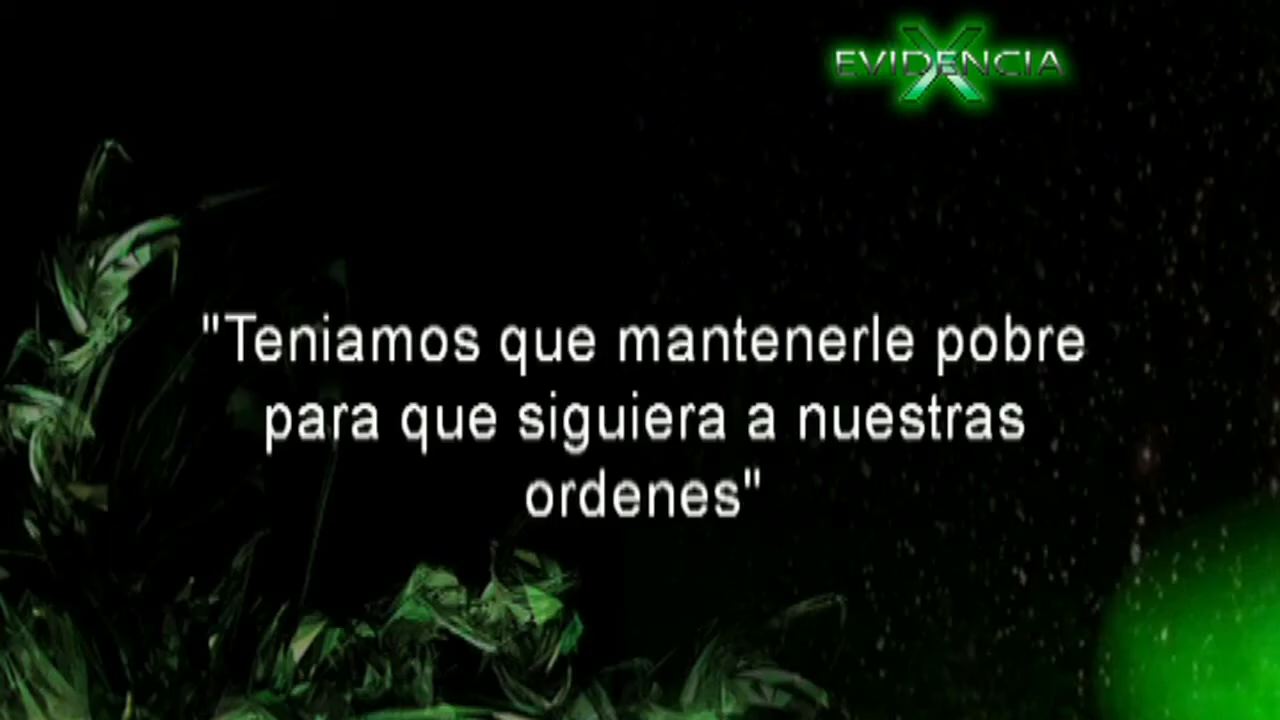 EVIDENCIA X
"Teniamos que mantenerle pobre
para que siguiera a nuestras
ordenes"